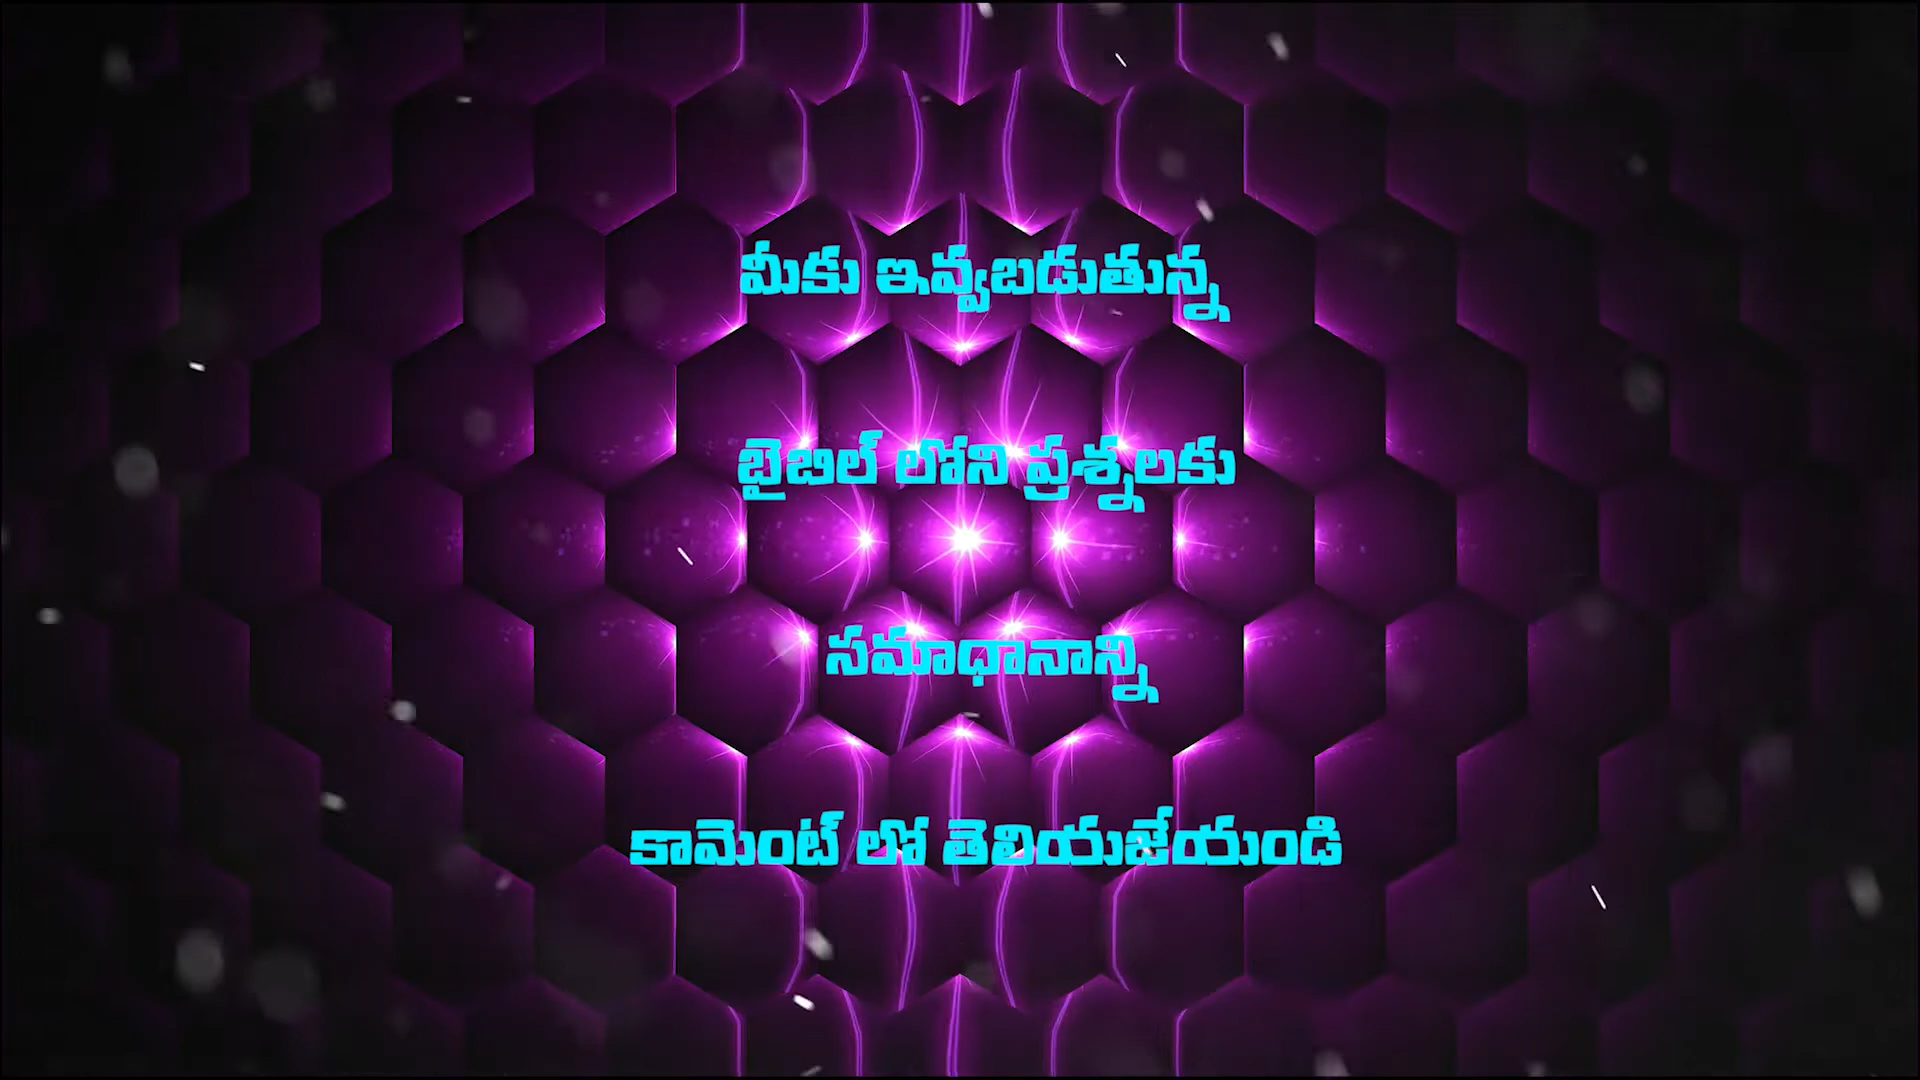 మీకు ఇవ్వబడుతున్న
బైబిల్ లోని ప్రశ్నలకు
సమాధానాన్ని
కామెంట్ లో తెలియజేయండి